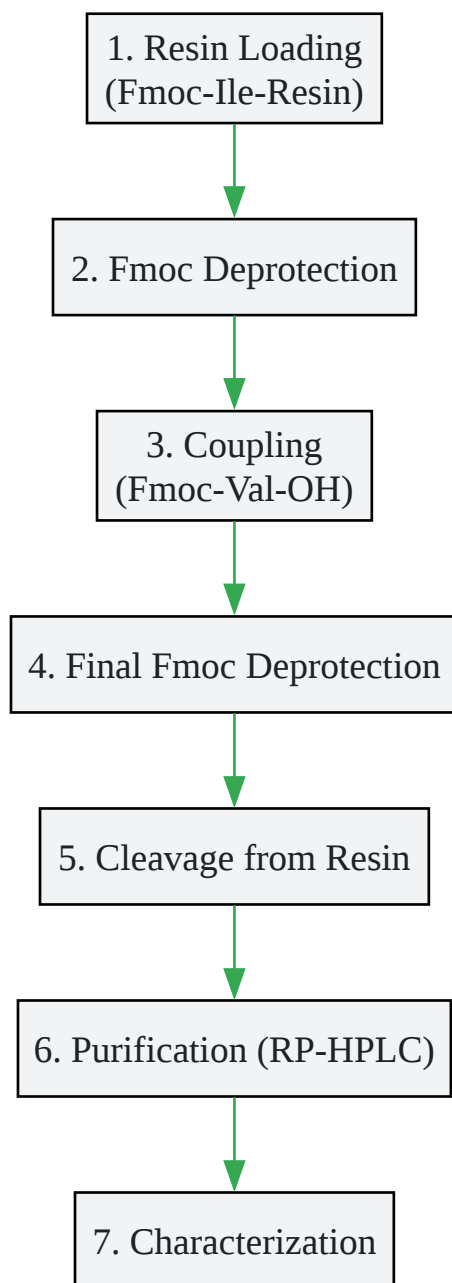 1. Resin Loading
(Fmoc-Ile-Resin)
2. Fmoc Deprotection
3. Coupling
(Fmoc-Val-OH)
4. Final Fmoc Deprotection
5. Cleavage from Resin
6. Purification (RP-HPLC)
7. Characterization